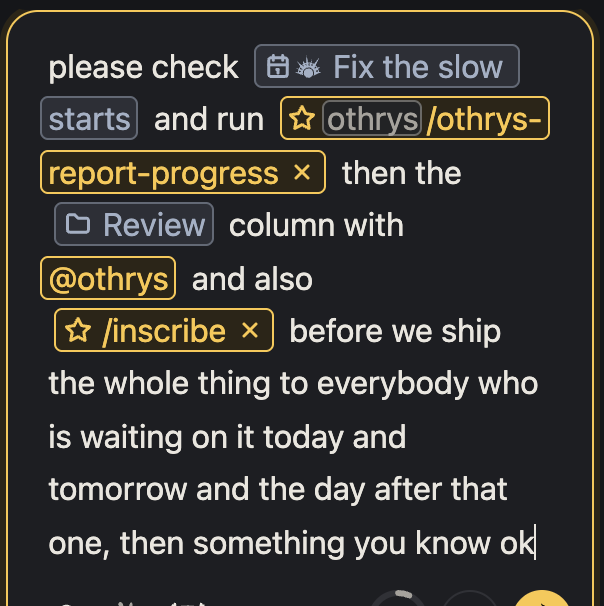 please check Fix the slow
starts and run othrys /othrys-
report-progress × then the
Review column with
@othrys and also
/inscribe × before we ship
the whole thing to everybody who
is waiting on it today and
tomorrow and the day after that
one, then something you know ok